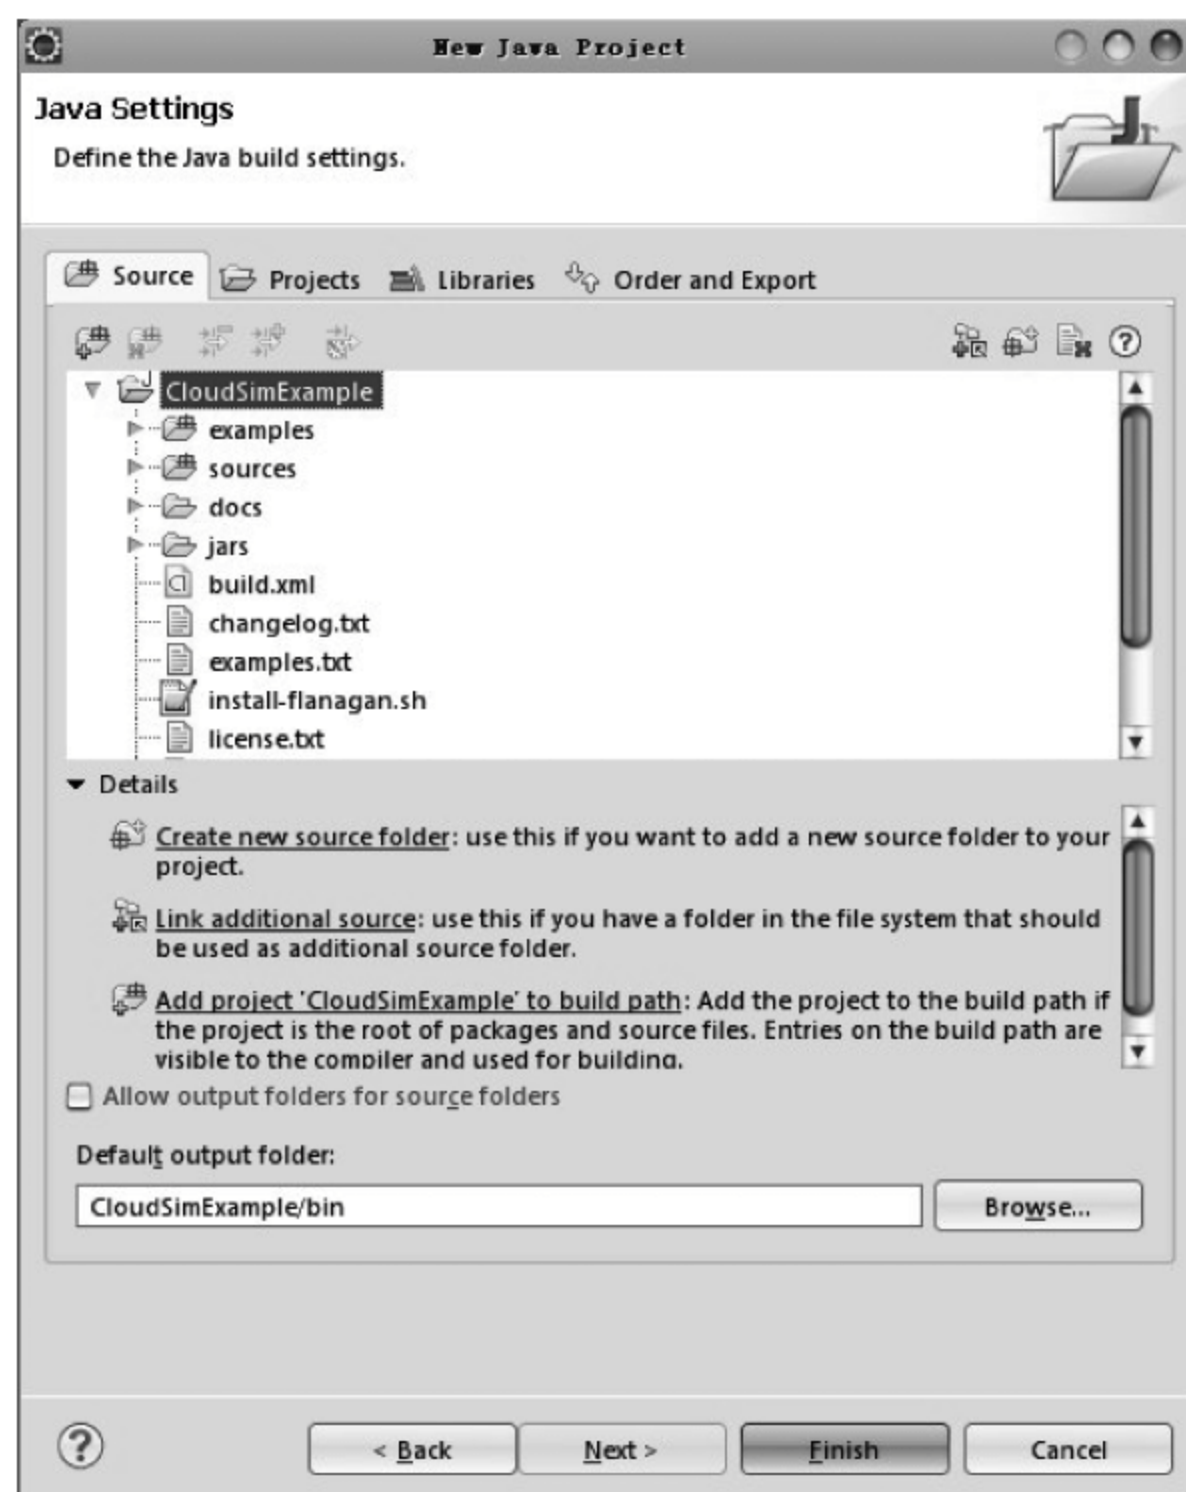 New Java Project
Java Settings
Define the Java build settings.
Source Projects Libraries Order and Export
CloudSimExample
examples
sources
docs
jars
build.xml
changelog.txt
examples.txt
install-flanagan.sh
license.txt
Details
Create new source folder: use this if you want to add a new source folder to your
project.
Link additional source: use this if you have a folder in the file system that should
be used as additional source folder.
Add project 'CloudSimExample' to build path: Add the project to the build path if
the project is the root of packages and source files. Entries on the build path are
visible to the compiler and used for building.
Allow output folders for source folders
Default output folder:
CloudSimExample/bin
Browse...
< Back Next > Finish Cancel